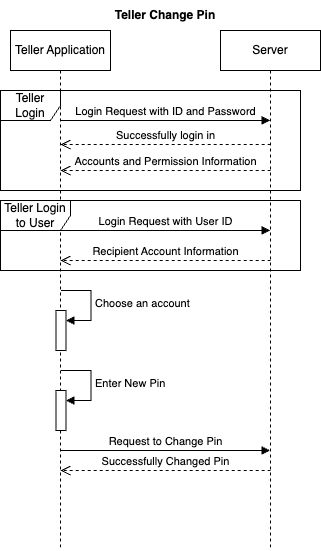 Teller Change Pin
Teller Application
Server
Teller
Login
Login Request with ID and Password
Successfully login in
Accounts and Permission Information
Teller Login
to User
Login Request with User ID
Recipient Account Information
Choose an account
Enter New Pin
Request to Change Pin
Successfully Changed Pin